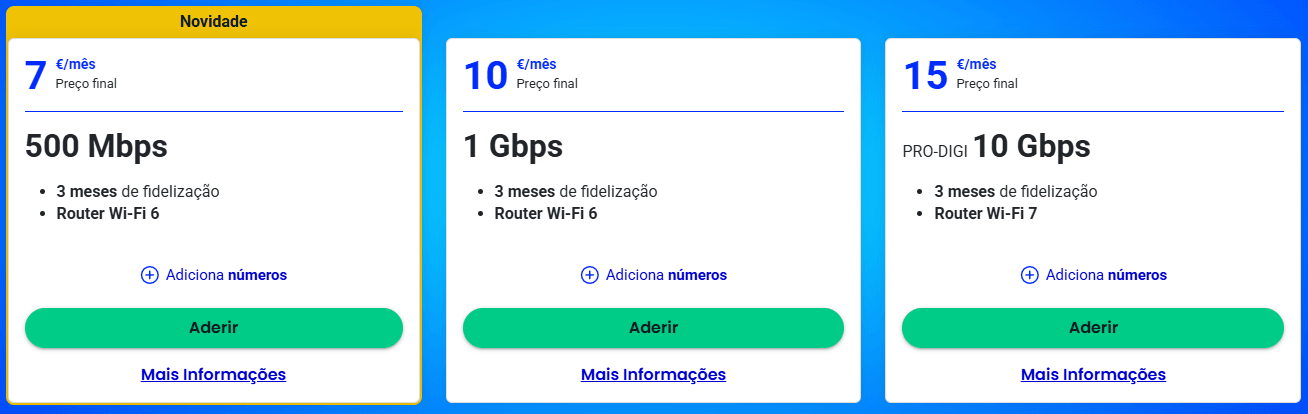 Novidade
7 €/mês
Preço final
500 Mbps
3 meses de fidelização
Router Wi-Fi 6
Adiciona números
Aderir
Mais Informações
10 €/mês
Preço final
1 Gbps
3 meses de fidelização
Router Wi-Fi 6
Adiciona números
Aderir
Mais Informações
15 €/mês
Preço final
PRO-DIGI 10 Gbps
3 meses de fidelização
Router Wi-Fi 7
Adiciona números
Aderir
Mais Informações